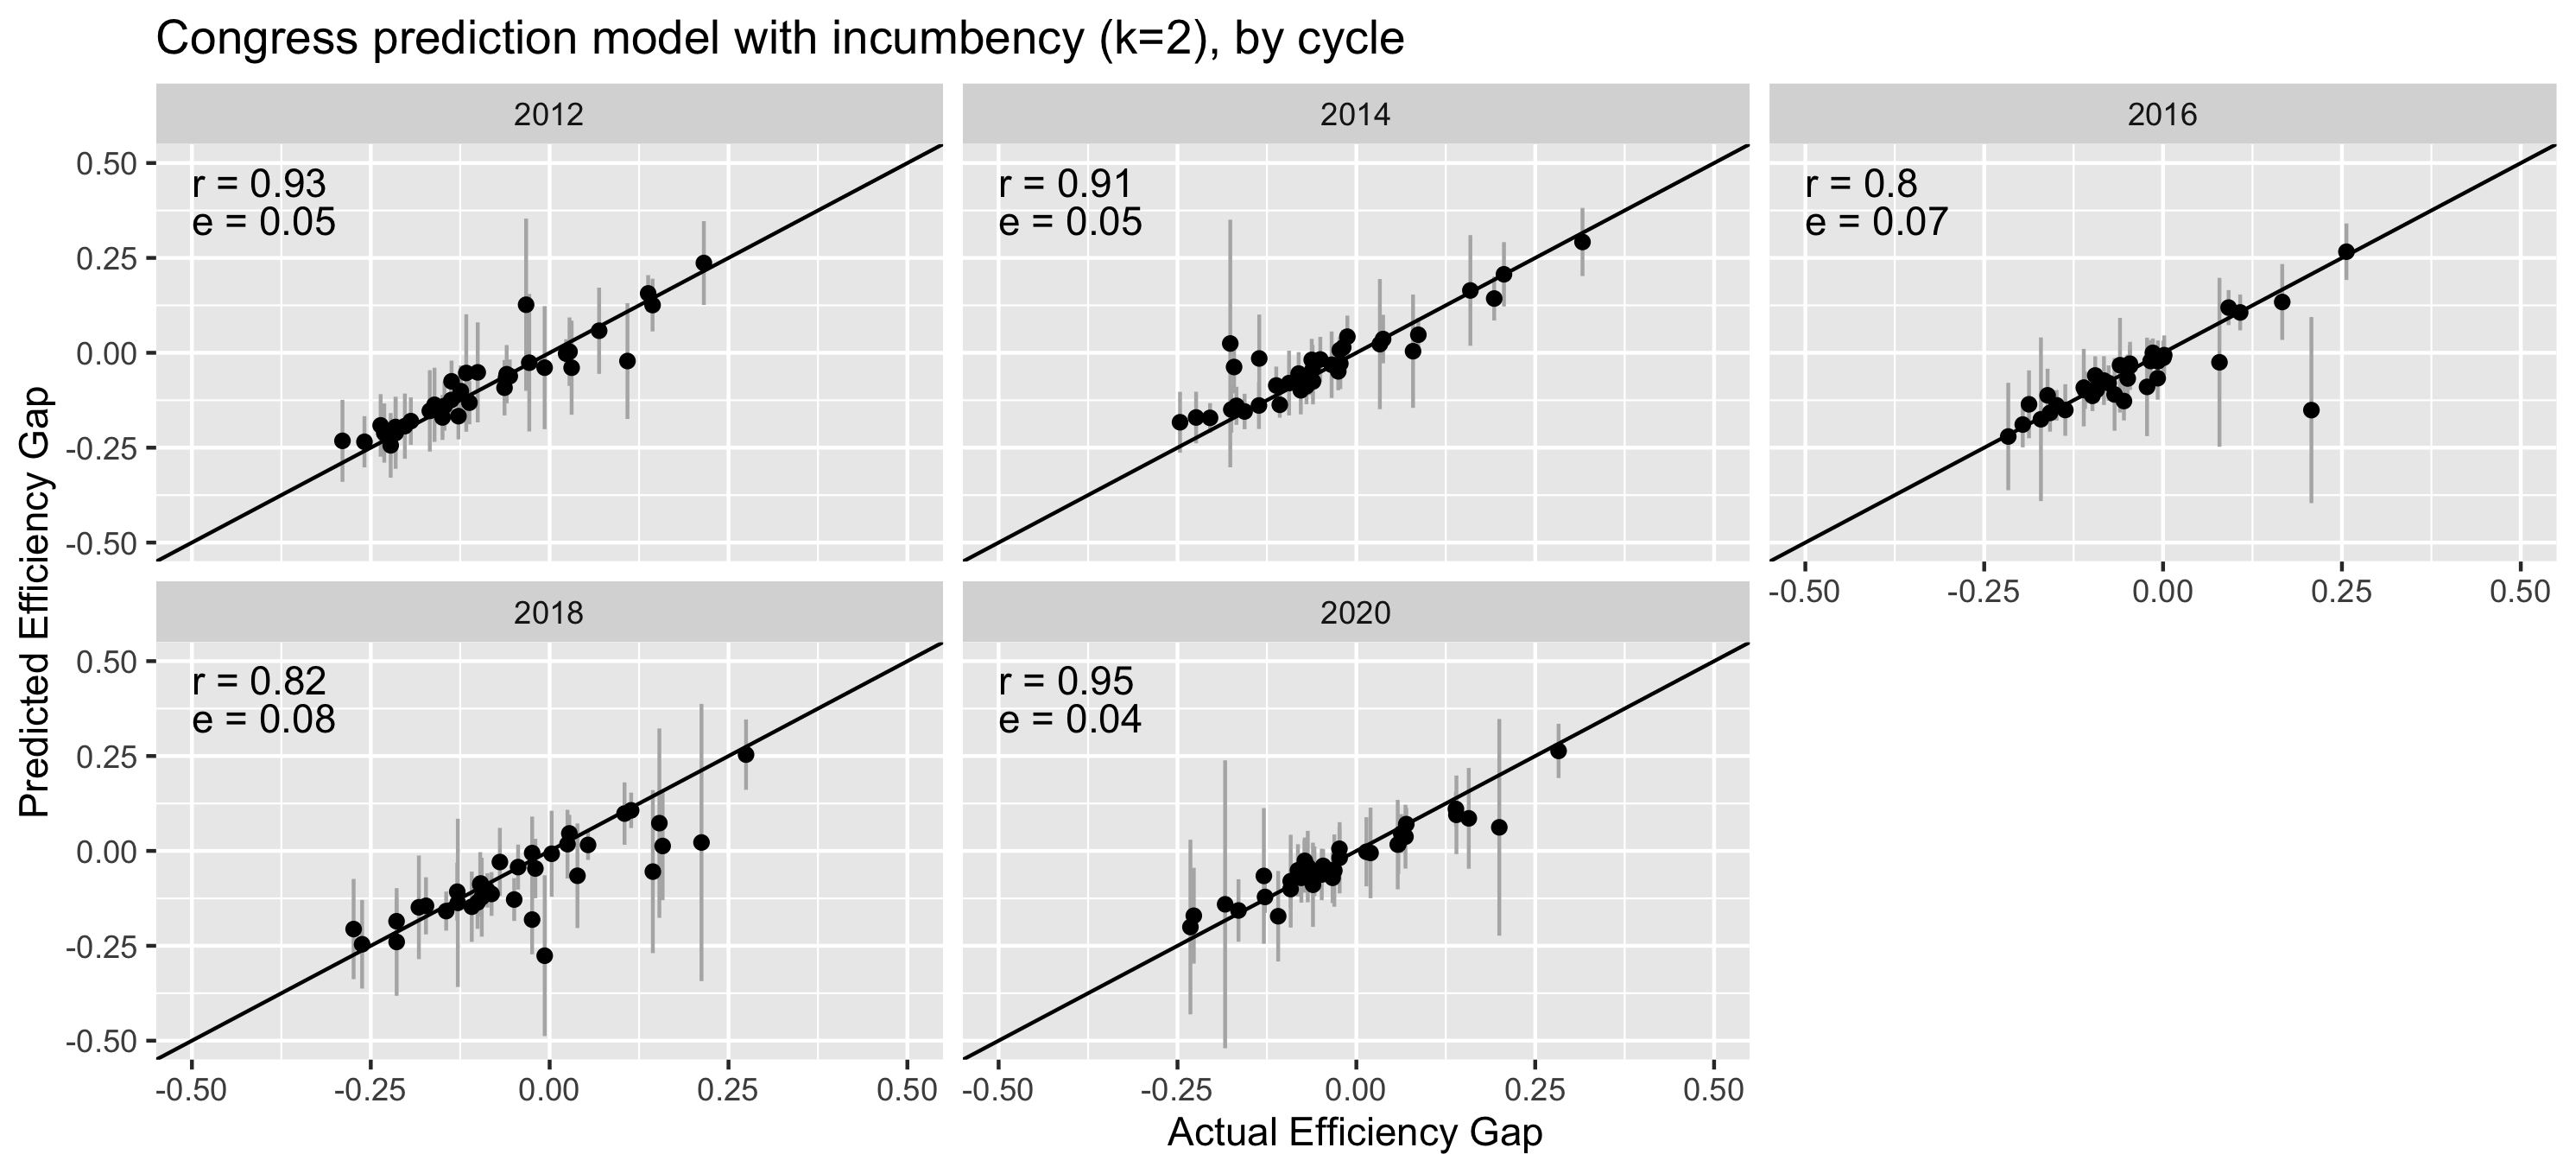 Congress prediction model with incumbency (k=2), by cycle
2012
2014
2016
r = 0.93
e = 0.05
r = 0.91
e = 0.05
r = 0.8
e = 0.07
0.50
0.25
0.00
-0.25
-0.50
-0.50 -0.25 0.00 0.25 0.50
2018
2020
r = 0.82
e = 0.08
r = 0.95
e = 0.04
0.50
0.25
0.00
-0.25
-0.50
-0.50 -0.25 0.00 0.25 0.50
-0.50 -0.25 0.00 0.25 0.50
Predicted Efficiency Gap
Actual Efficiency Gap